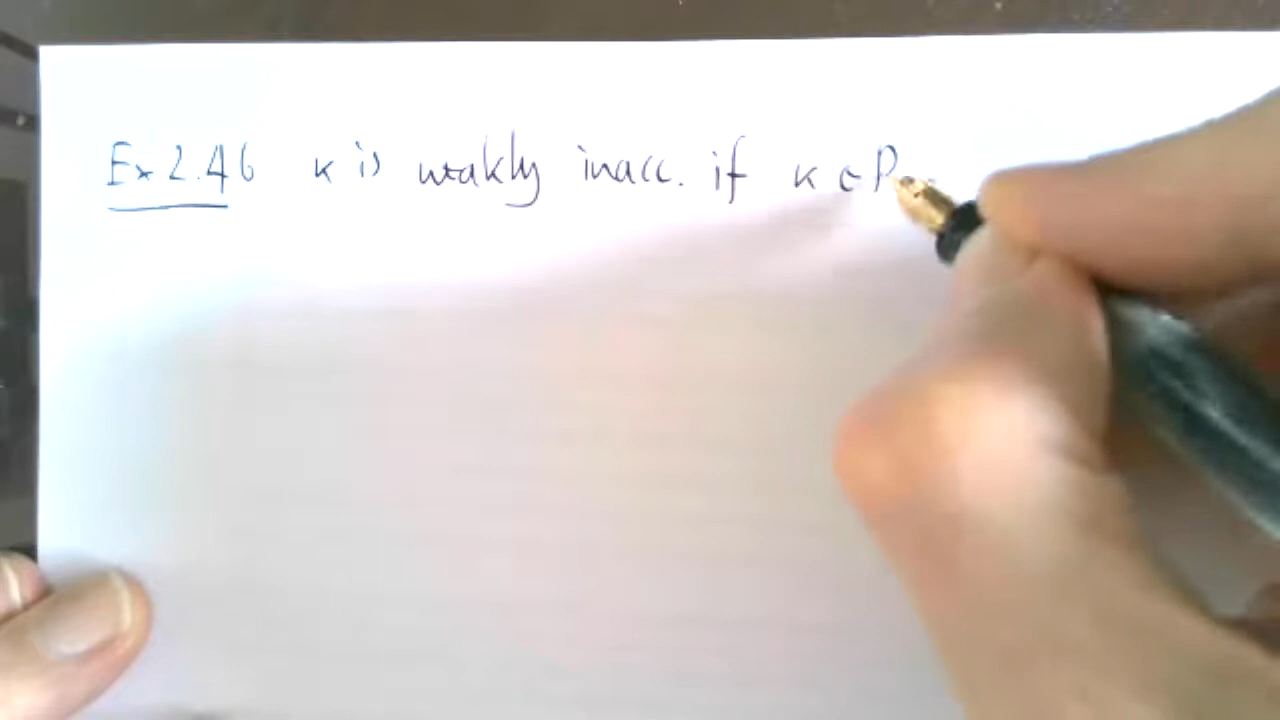 Ex 2.46 κ is weakly inacc. if κ ∈ R